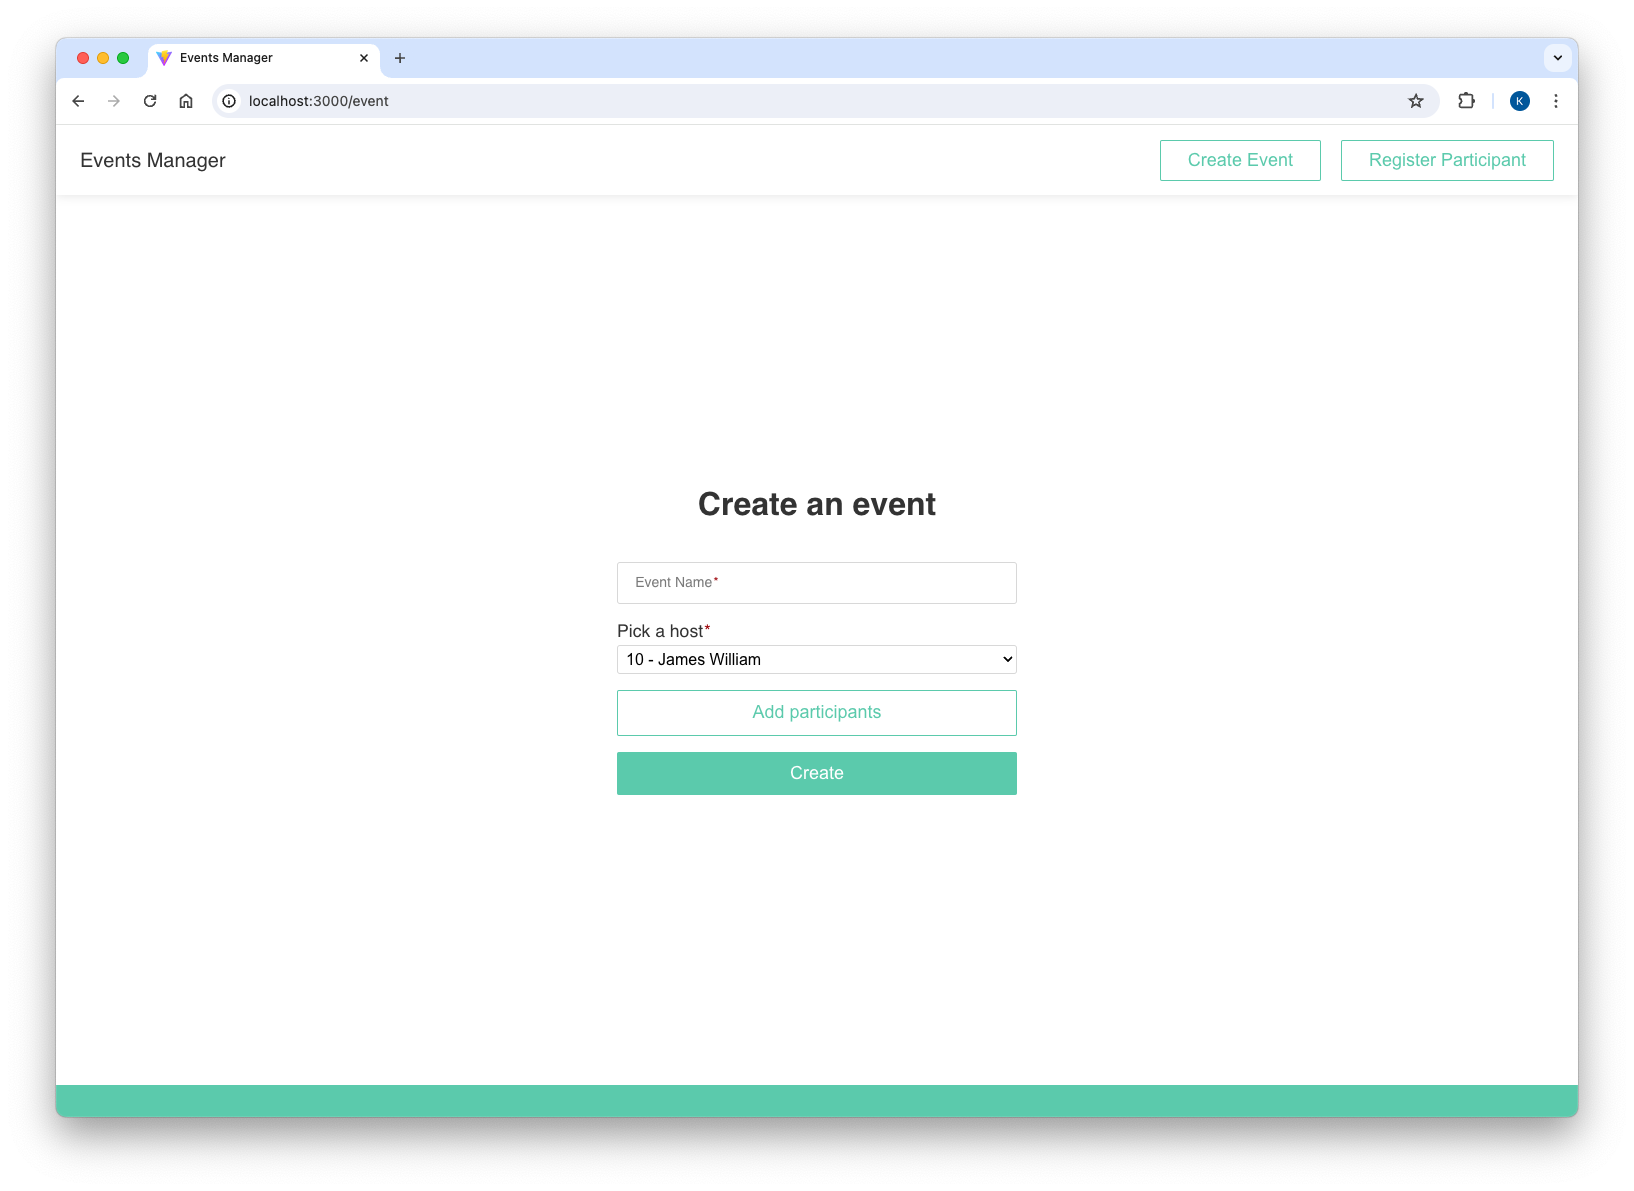 Events Manager
localhost:3000/event
K
Events Manager
Create Event
Register Participant
Create an event
Event Name*
Pick a host*
10 - James William
Add participants
Create